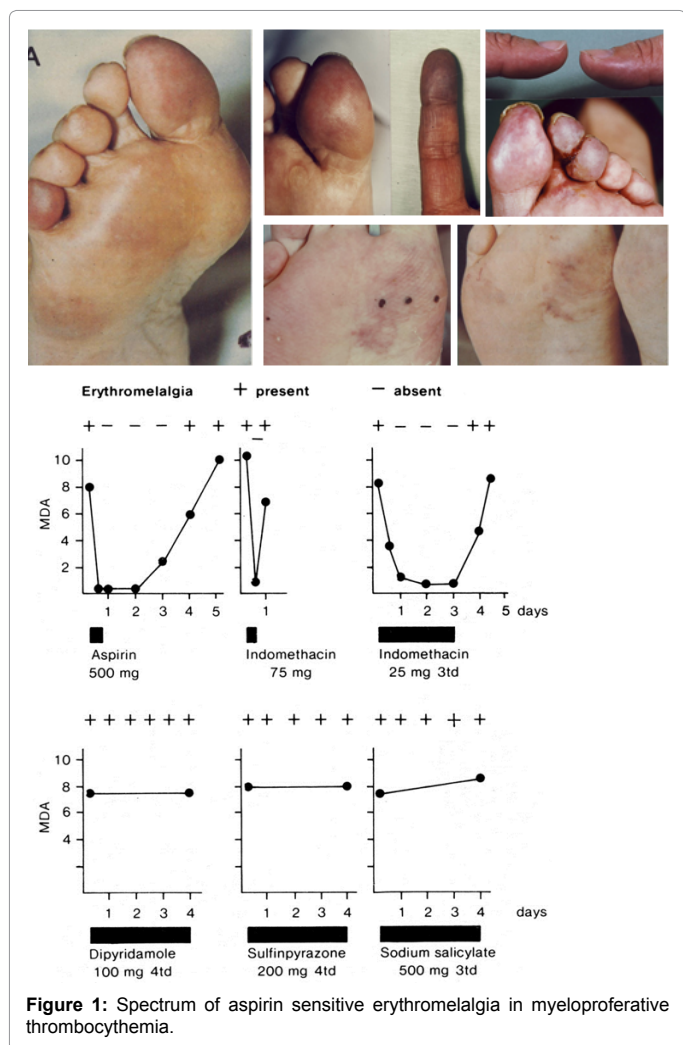 A
Erythromelalgia + present − absent
+ − − − + + + − + + − − − + +
10
8
6
4
2
MDA
1 2 3 4 5 1 1 2 3 4 5 days
Aspirin Indomethacin Indomethacin
500 mg 75 mg 25 mg 3td
+ + + + + + + + + + + + + + + +
10
8
6
4
MDA
1 2 3 4 1 2 3 4 1 2 3 4 days
Dipyridamole Sulfinpyrazone Sodium salicylate
100 mg 4td 200 mg 4td 500 mg 3td
Figure 1: Spectrum of aspirin sensitive erythromelalgia in myeloproferative
thrombocythemia.